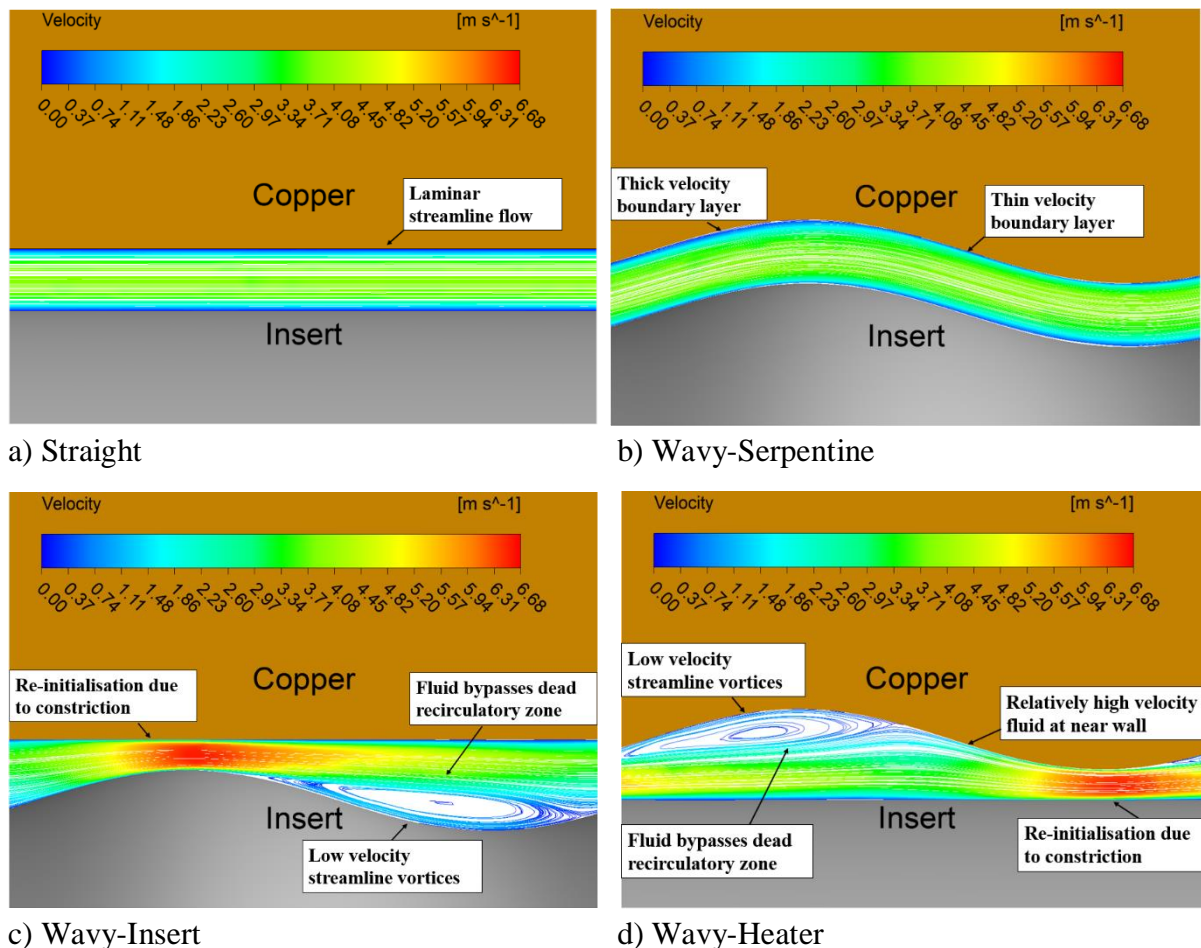 Velocity [m s^-1]
0.00 0.37 0.74 1.11 1.48 1.86 2.23 2.60 2.97 3.34 3.71 4.08 4.45 4.82 5.20 5.57 5.94 6.31 6.68
Copper
Laminar
streamline flow
Insert
a) Straight
Velocity [m s^-1]
0.00 0.37 0.74 1.11 1.48 1.86 2.23 2.60 2.97 3.34 3.71 4.08 4.45 4.82 5.20 5.57 5.94 6.31 6.68
Thick velocity
boundary layer
Copper
Thin velocity
boundary layer
Insert
b) Wavy-Serpentine
Velocity [m s^-1]
0.00 0.37 0.74 1.11 1.48 1.86 2.23 2.60 2.97 3.34 3.71 4.08 4.45 4.82 5.20 5.57 5.94 6.31 6.68
Re-initialisation due
to constriction
Copper
Fluid bypasses dead
recirculatory zone
Insert
Low velocity
streamline vortices
c) Wavy-Insert
Velocity [m s^-1]
0.00 0.37 0.74 1.11 1.48 1.86 2.23 2.60 2.97 3.34 3.71 4.08 4.45 4.82 5.20 5.57 5.94 6.31 6.68
Low velocity
streamline vortices
Copper
Relatively high velocity
fluid at near wall
Fluid bypasses dead
recirculatory zone
Insert
Re-initialisation due
to constriction
d) Wavy-Heater